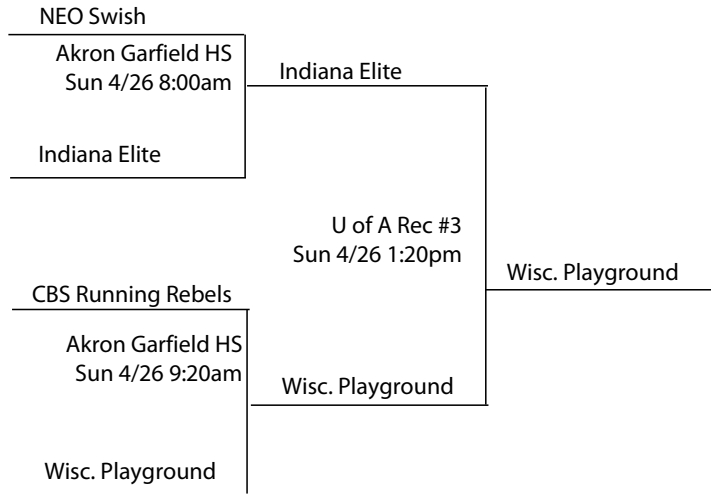 NEO Swish
Akron Garfield HS
Sun 4/26 8:00am
Indiana Elite
Indiana Elite
U of A Rec #3
Sun 4/26 1:20pm
Wisc. Playground
CBS Running Rebels
Akron Garfield HS
Sun 4/26 9:20am
Wisc. Playground
Wisc. Playground